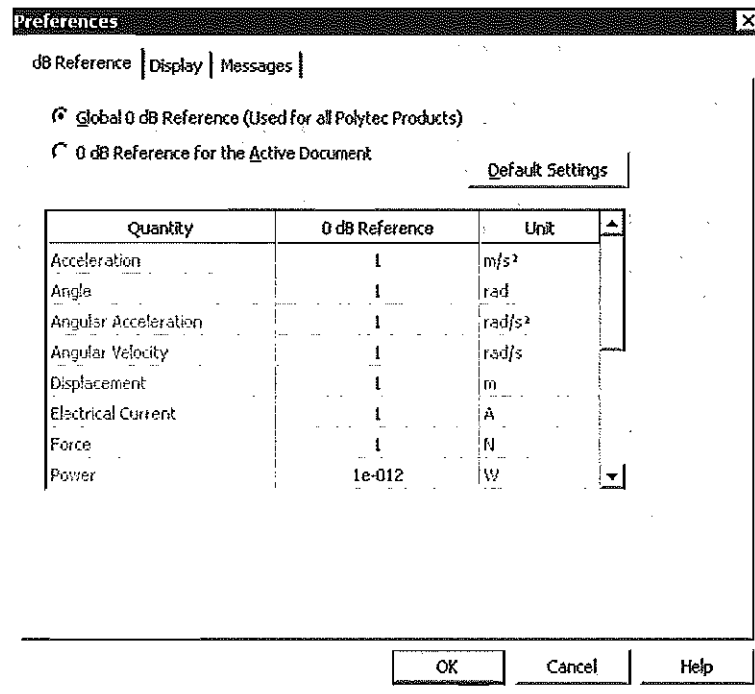 Preferences
dB Reference Display Messages
Global 0 dB Reference (Used for all Polytec Products)
0 dB Reference for the Active Document
Default Settings
Quantity 0 dB Reference Unit
Acceleration 1 m/s²
Angle 1 rad
Angular Acceleration 1 rad/s²
Angular Velocity 1 rad/s
Displacement 1 m
Electrical Current 1 A
Force 1 N
Power 1e-012 W
OK Cancel Help